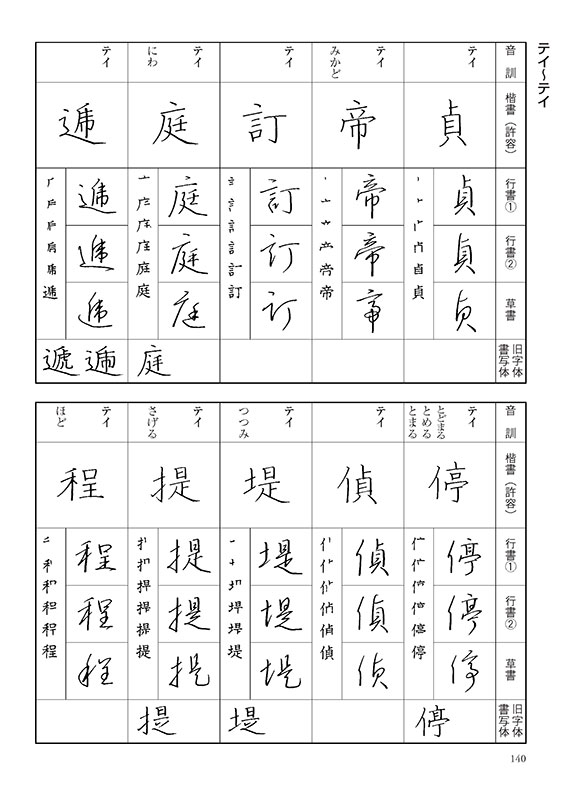 テイ〜テイ
音 訓
楷書（許容）
行書①
行書②
草書
旧字体
書写体
テイ
貞
貞
貞
貞
テイ
みかど
帝
帝
帝
帝
テイ
訂
訂
訂
訂
テイ
にわ
庭
庭
庭
庭
庭
テイ
逓
逓
逓
逓
遞
音 訓
楷書（許容）
行書①
行書②
草書
旧字体
書写体
テイ
とどまる
とめる
とまる
停
停
停
停
停
テイ
偵
偵
偵
偵
テイ
つつみ
堤
堤
堤
堤
堤
テイ
さげる
提
提
提
提
提
テイ
ほど
程
程
程
程
140